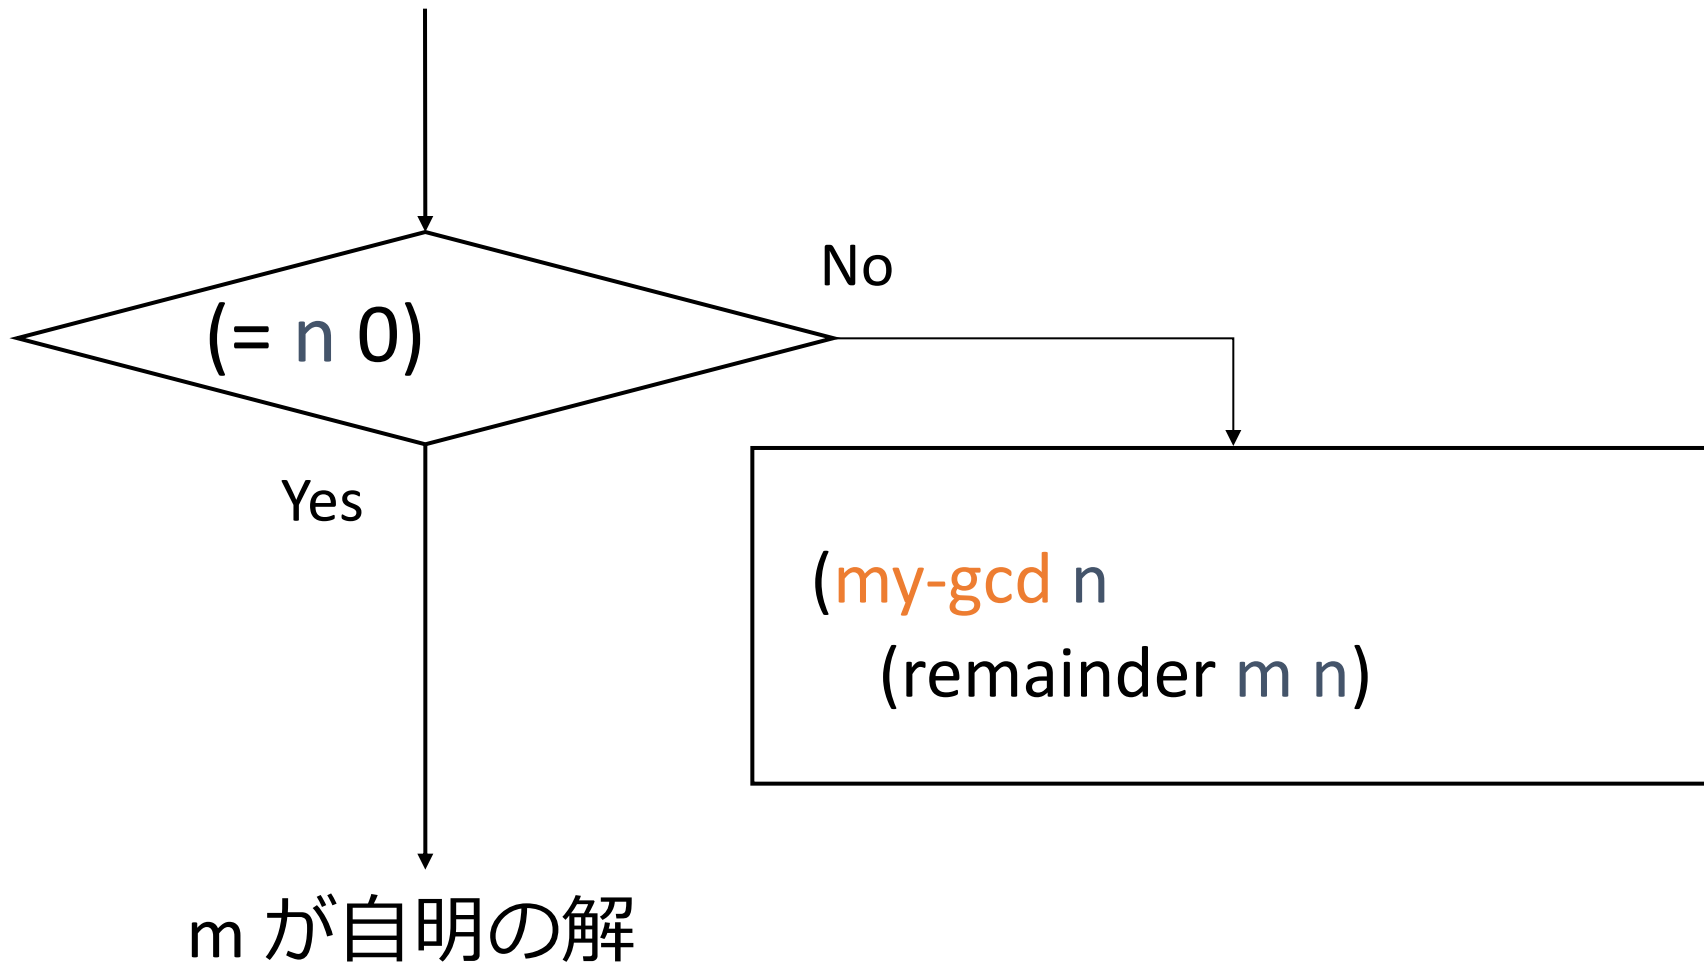 No
(= n 0)
Yes
(my-gcd n
(remainder m n)
m が自明の解